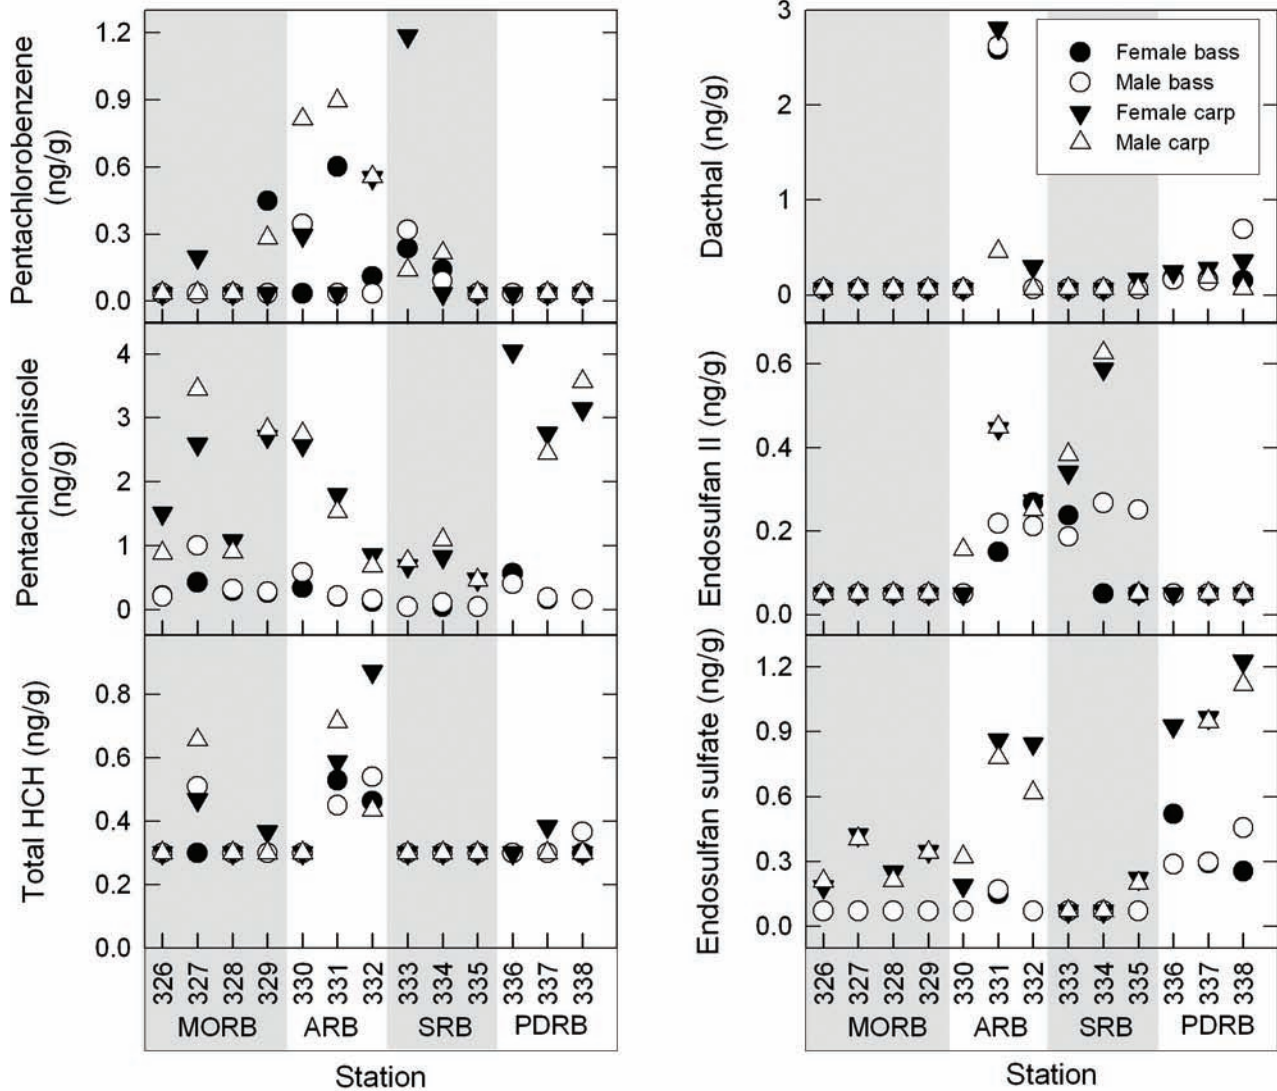 Pentachlorobenzene
(ng/g)
1.2
0.9
0.6
0.3
0.0
Pentachloroanisole
(ng/g)
4
3
2
1
0
Total HCH (ng/g)
0.8
0.6
0.4
0.2
0.0
326 327 328 329 330 331 332 333 334 335 336 337 338
MORB ARB SRB PDRB
Station
Dacthal (ng/g)
3
2
1
0
Female bass
Male bass
Female carp
Male carp
Endosulfan II (ng/g)
0.6
0.4
0.2
0.0
Endosulfan sulfate (ng/g)
1.2
0.9
0.6
0.3
0.0
326 327 328 329 330 331 332 333 334 335 336 337 338
MORB ARB SRB PDRB
Station